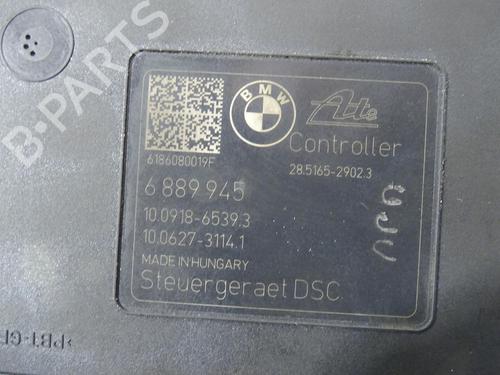 B-PARTS
BMW
Ate
Controller
6186080019F
28.5165-2902.3
6 889 945
10.0918-6539.3
10.0627-3114.1
MADE IN HUNGARY
Steuergeraet DSC